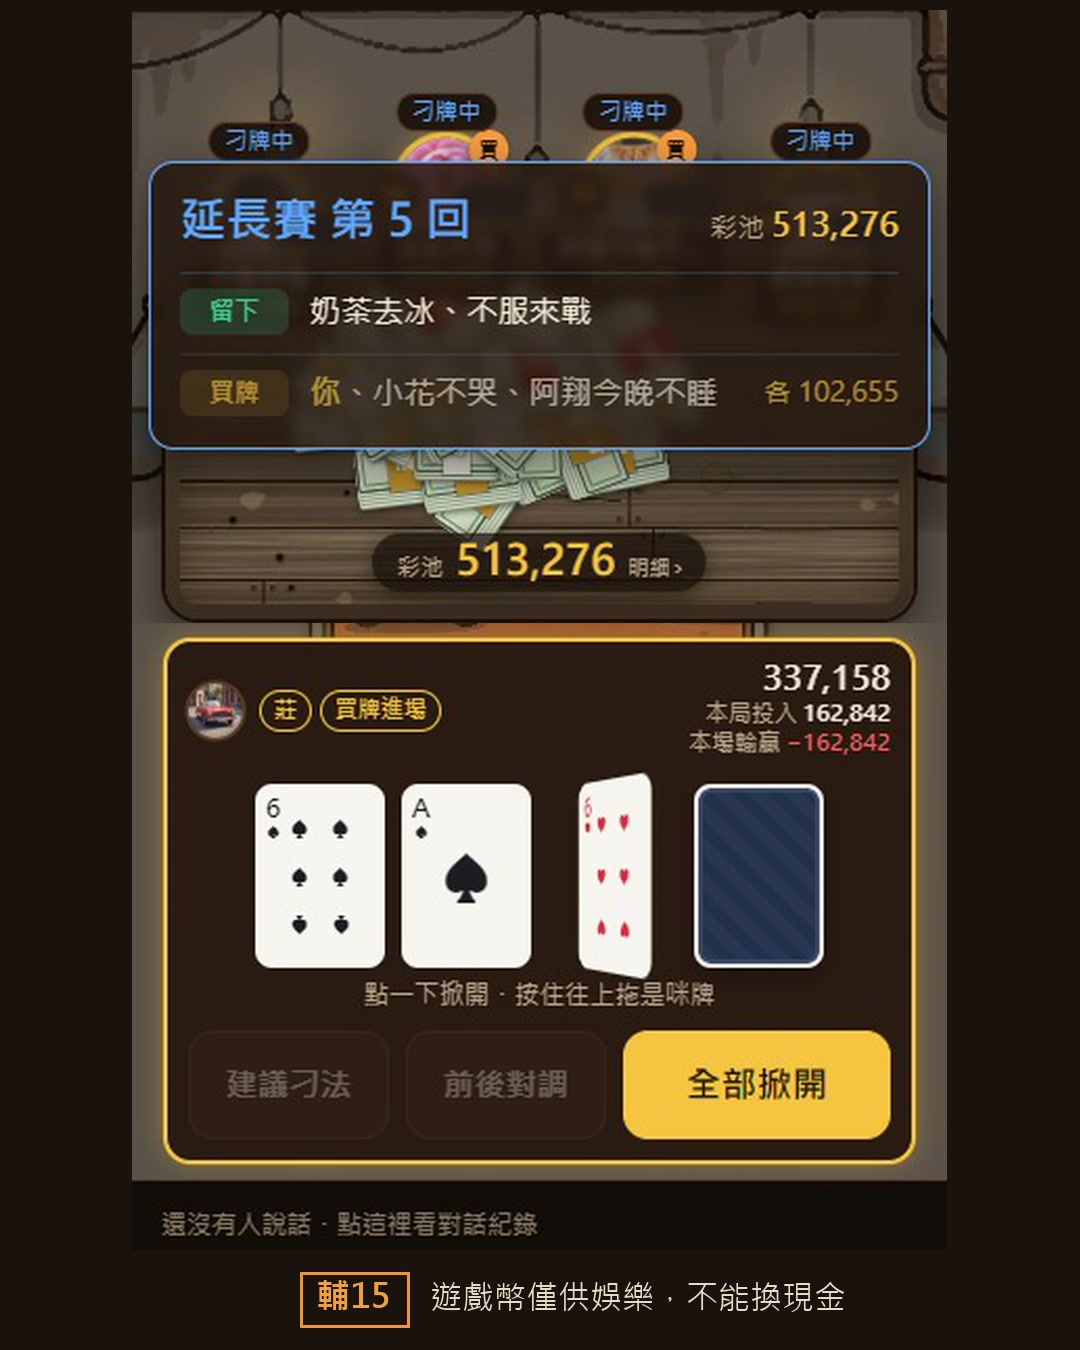 刁牌中
刁牌中
刁牌中
刁牌中
買
買
延長賽 第 5 回
彩池 513,276
留下 奶茶去冰、不服來戰
買牌 你、小花不哭、阿翔今晚不睡 各 102,655
彩池 513,276 明細›
莊 買牌進場
337,158
本局投入 162,842
本場輸贏 −162,842
6
A
6
點一下掀開 · 按住往上拖是咪牌
建議刁法
前後對調
全部掀開
還沒有人說話 · 點這裡看對話紀錄
輔15 遊戲幣僅供娛樂，不能換現金